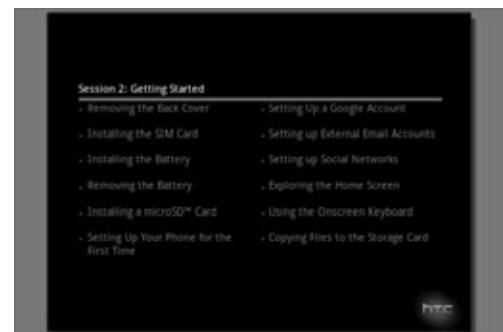 Session 2: Getting Started
- Removing the Back Cover
- Installing the SIM Card
- Installing the Battery
- Removing the Battery
- Installing a microSD™ Card
- Setting Up Your Phone for the
First Time
- Setting Up a Google Account
- Setting up External Email Accounts
- Setting up Social Networks
- Exploring the Home Screen
- Using the Onscreen Keyboard
- Copying Files to the Storage Card
hTC